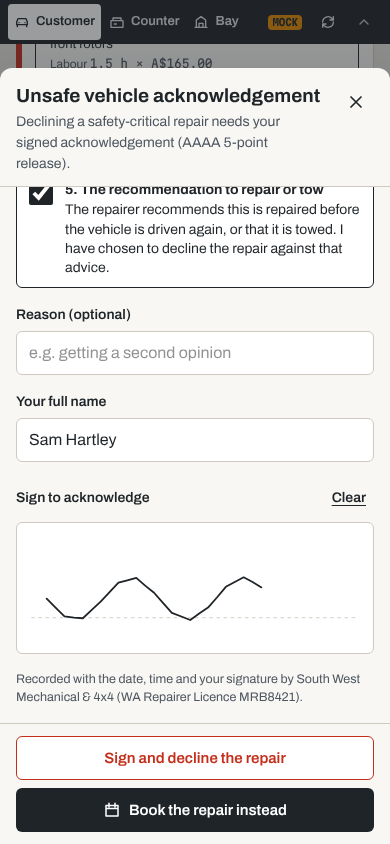 Customer
Counter
Bay
MOCK
front rotors
Labour 1.5 h × A$165.00
Unsafe vehicle acknowledgement
Declining a safety-critical repair needs your
signed acknowledgement (AAAA 5-point
release).
5. The recommendation to repair or tow
The repairer recommends this is repaired before
the vehicle is driven again, or that it is towed. I
have chosen to decline the repair against that
advice.
Reason (optional)
e.g. getting a second opinion
Your full name
Sam Hartley
Sign to acknowledge
Clear
Recorded with the date, time and your signature by South West
Mechanical & 4x4 (WA Repairer Licence MRB8421).
Sign and decline the repair
Book the repair instead